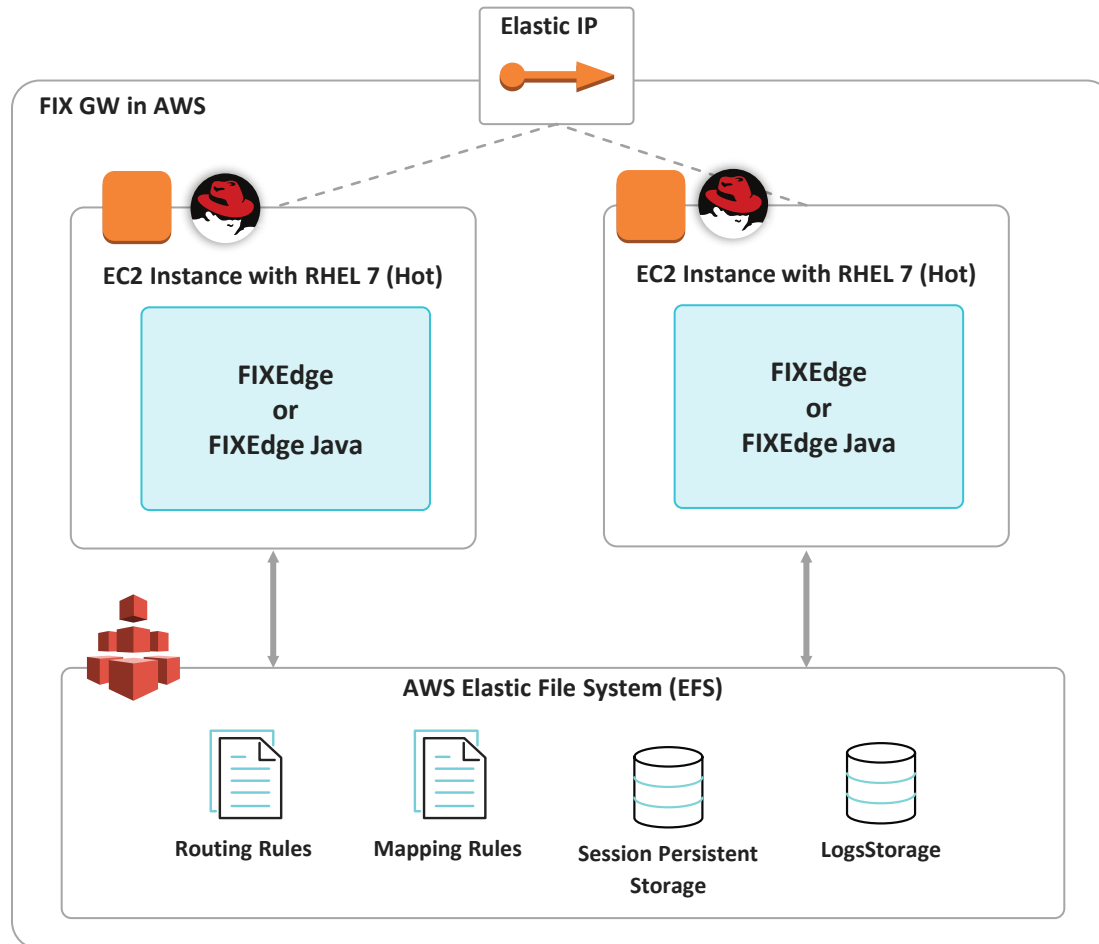 Elastic IP
FIX GW in AWS
EC2 Instance with RHEL 7 (Hot)
FIXEdge
or
FIXEdge Java
EC2 Instance with RHEL 7 (Hot)
FIXEdge
or
FIXEdge Java
AWS Elastic File System (EFS)
Routing Rules
Mapping Rules
Session Persistent
Storage
LogsStorage